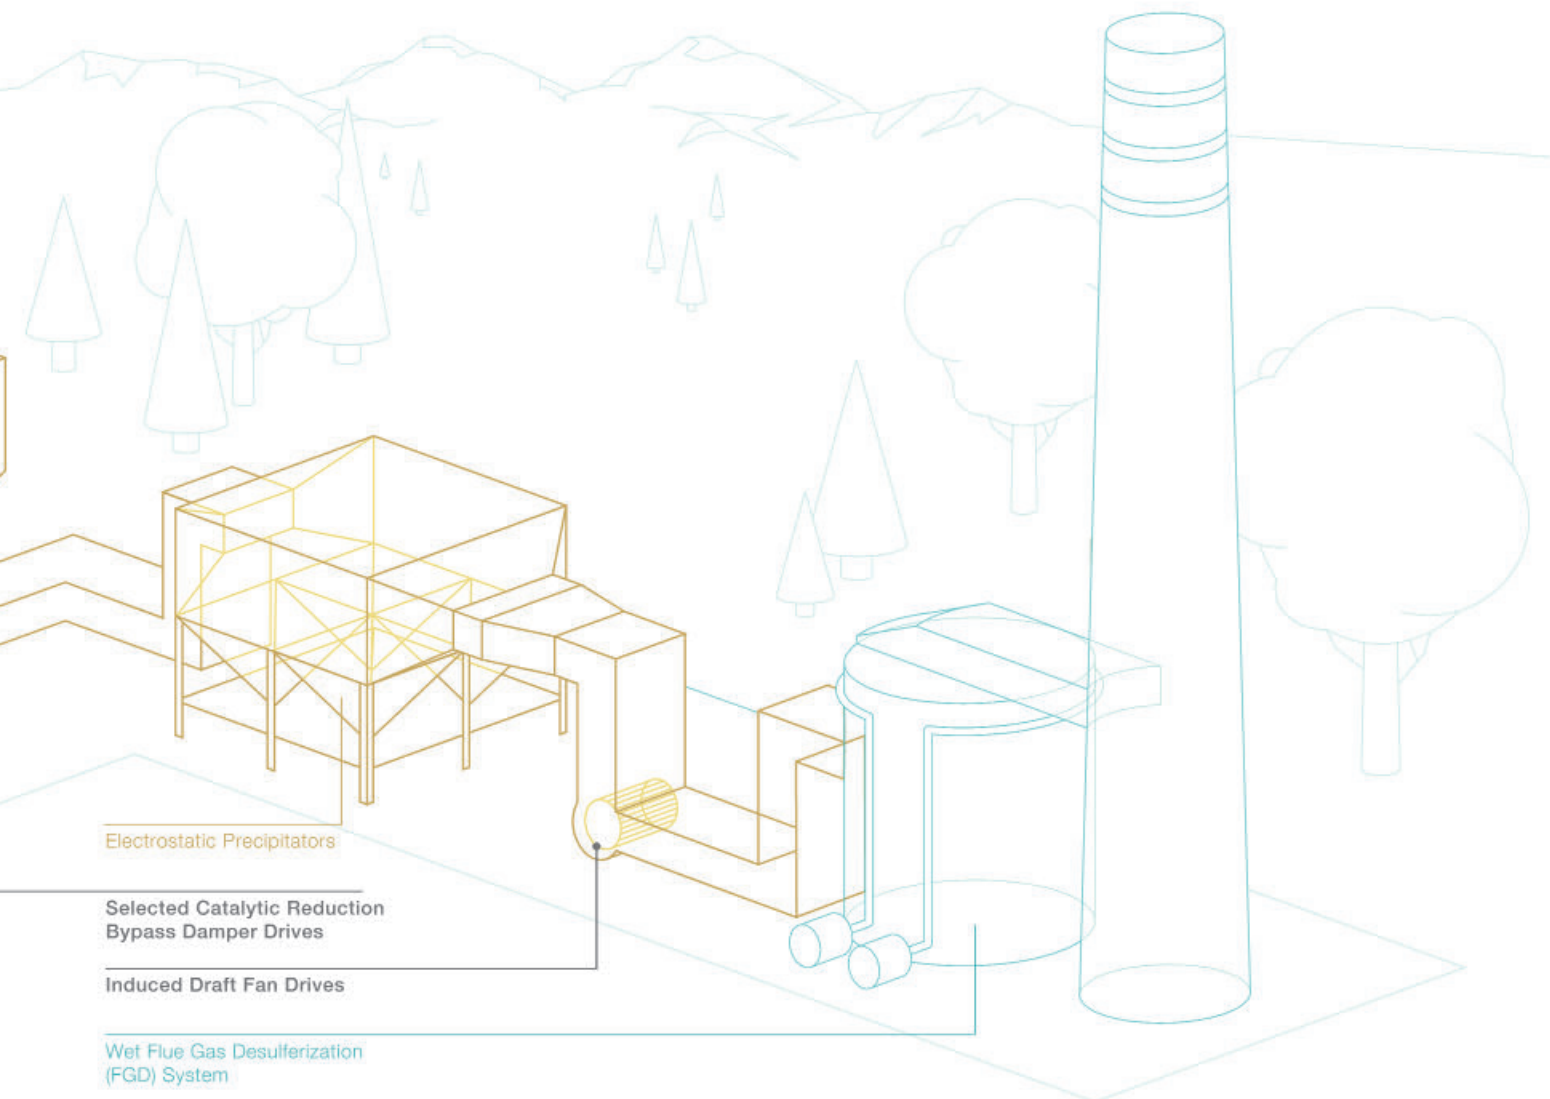 Electrostatic Precipitators
Selected Catalytic Reduction
Bypass Damper Drives
Induced Draft Fan Drives
Wet Flue Gas Desulferization
(FGD) System